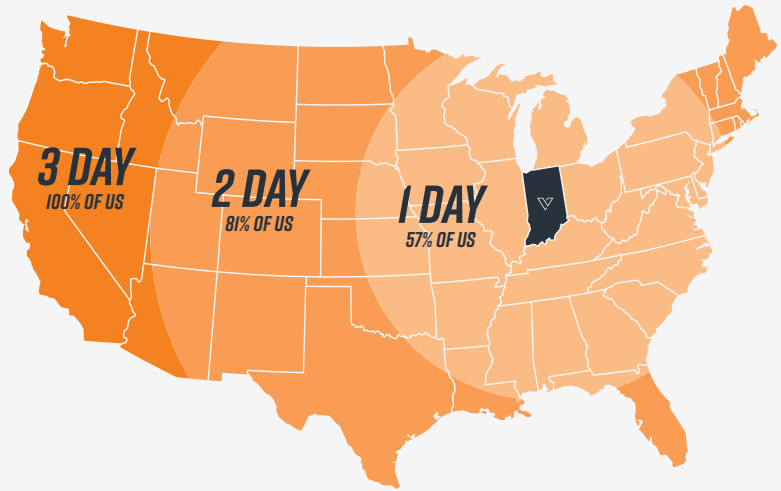 3 DAY
100% OF US
2 DAY
81% OF US
1 DAY
57% OF US